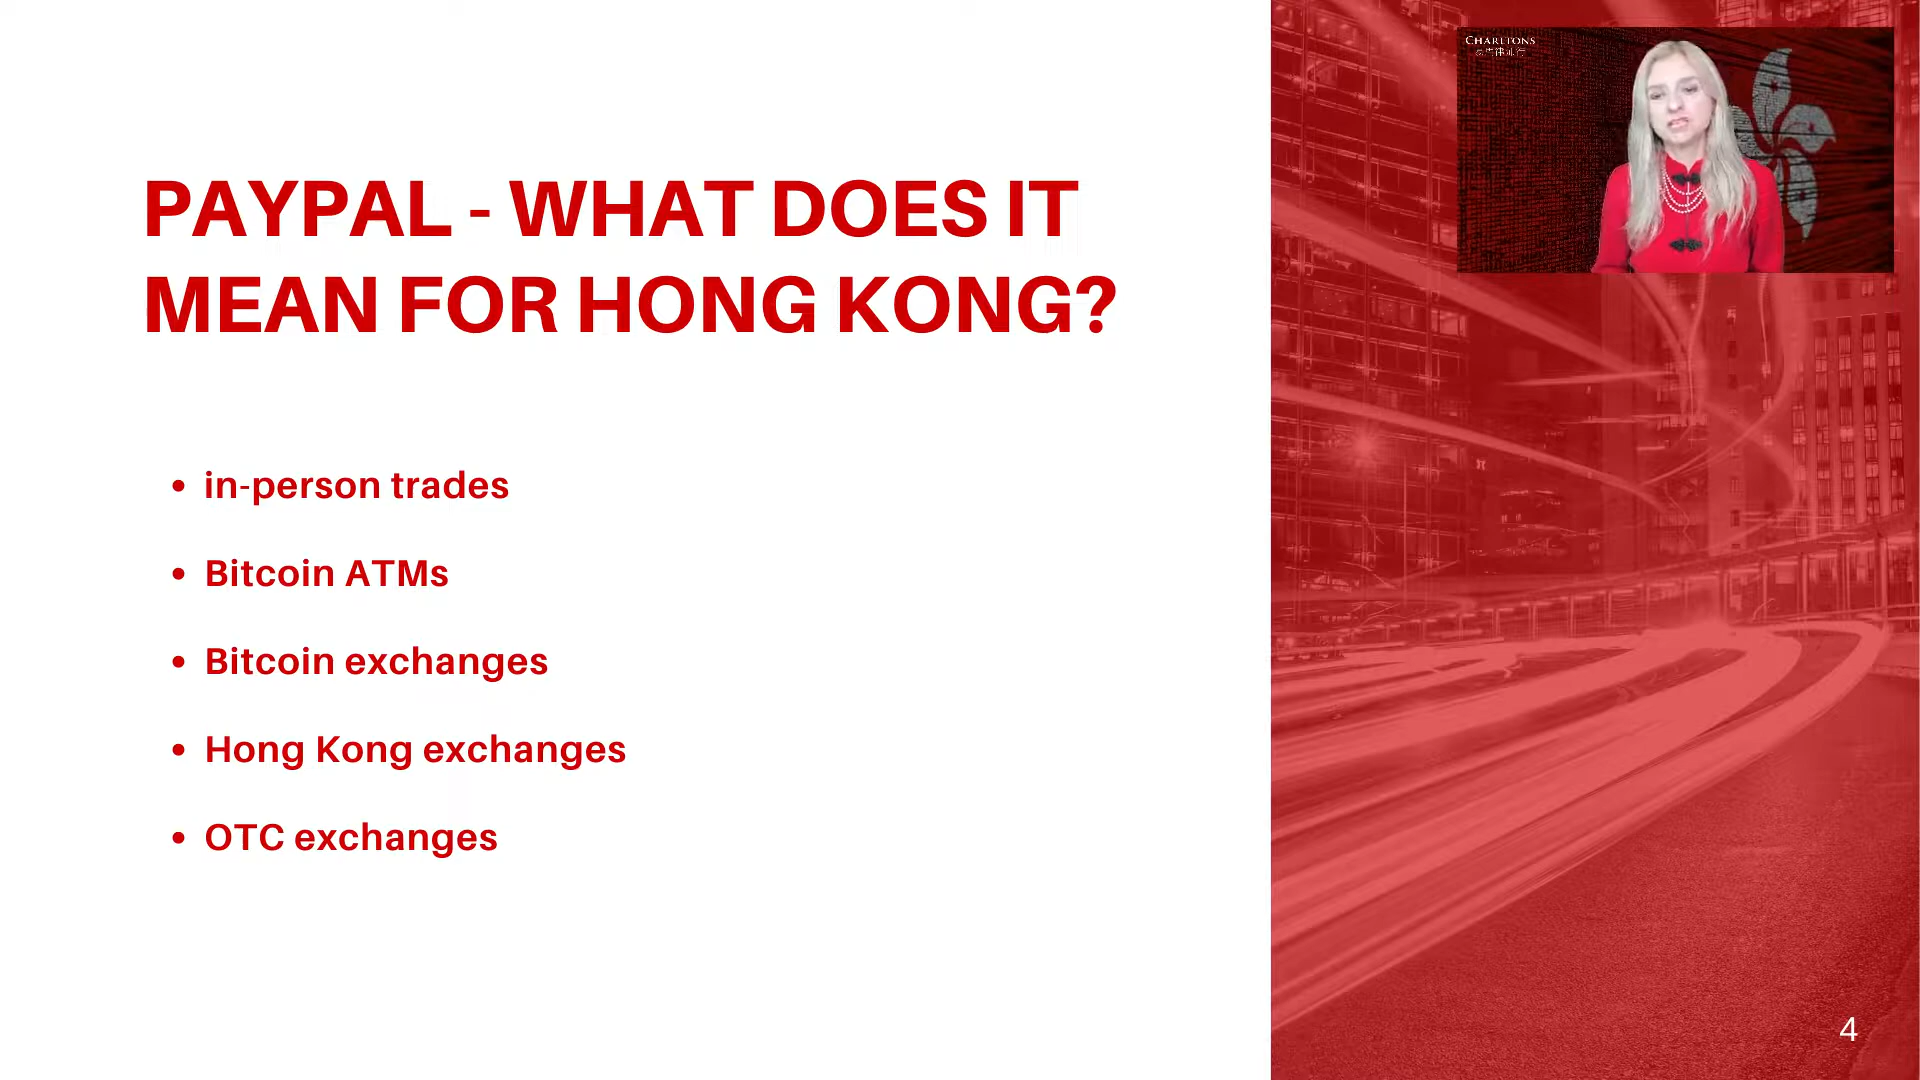 CHARLTONS
PAYPAL - WHAT DOES IT
MEAN FOR HONG KONG?
• in-person trades
• Bitcoin ATMs
• Bitcoin exchanges
• Hong Kong exchanges
• OTC exchanges
4